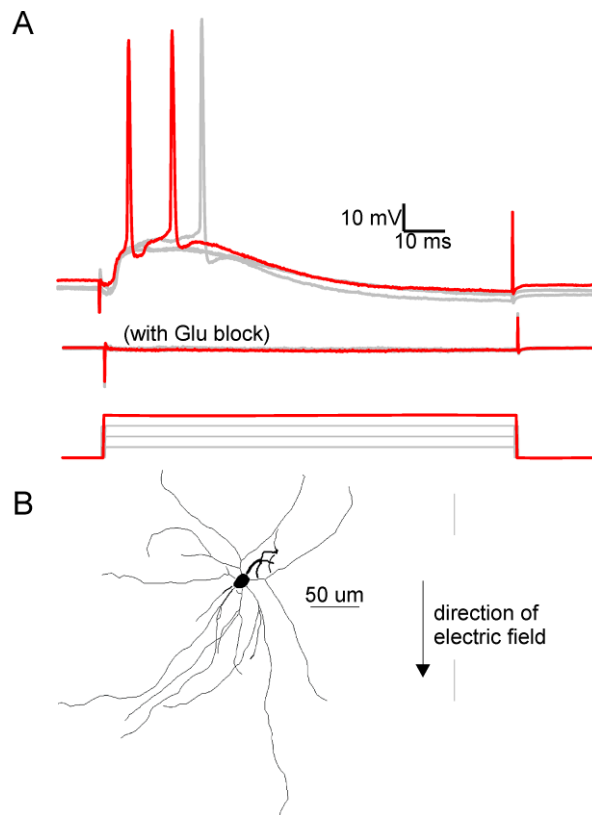 A
10 mV
10 ms
(with Glu block)
B
50 um
direction of
electric field